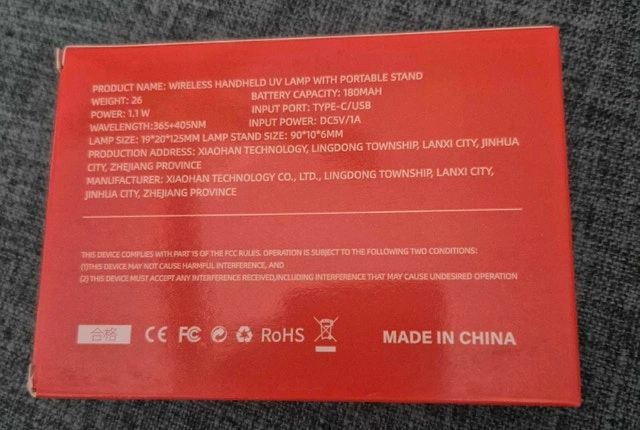 PRODUCT NAME: WIRELESS HANDHELD UV LAMP WITH PORTABLE STAND
WEIGHT: 26 BATTERY CAPACITY: 180MAH
POWER: 1.1 W INPUT PORT: TYPE-C/USB
WAVELENGTH:365+405NM INPUT POWER: DC5V/1A
LAMP SIZE: 19*20*125MM LAMP STAND SIZE: 90*10*6MM
PRODUCTION ADDRESS: XIAOHAN TECHNOLOGY, LINGDONG TOWNSHIP, LANXI CITY, JINHUA
CITY, ZHEJIANG PROVINCE
MANUFACTURER: XIAOHAN TECHNOLOGY CO., LTD., LINGDONG TOWNSHIP, LANXI CITY,
JINHUA CITY, ZHEJIANG PROVINCE
THIS DEVICE COMPLIES WITH PART 15 OF THE FCC RULES. OPERATION IS SUBJECT TO THE FOLLOWING TWO CONDITIONS:
(1)THIS DEVICE MAY NOT CAUSE HARMFUL INTERFERENCE, AND
(2) THIS DEVICE MUST ACCEPT ANY INTERFERENCE RECEIVED,INCLUDING INTERFERENCE THAT MAY CAUSE UNDESIRED OPERATION
合格 CE FC RoHS MADE IN CHINA